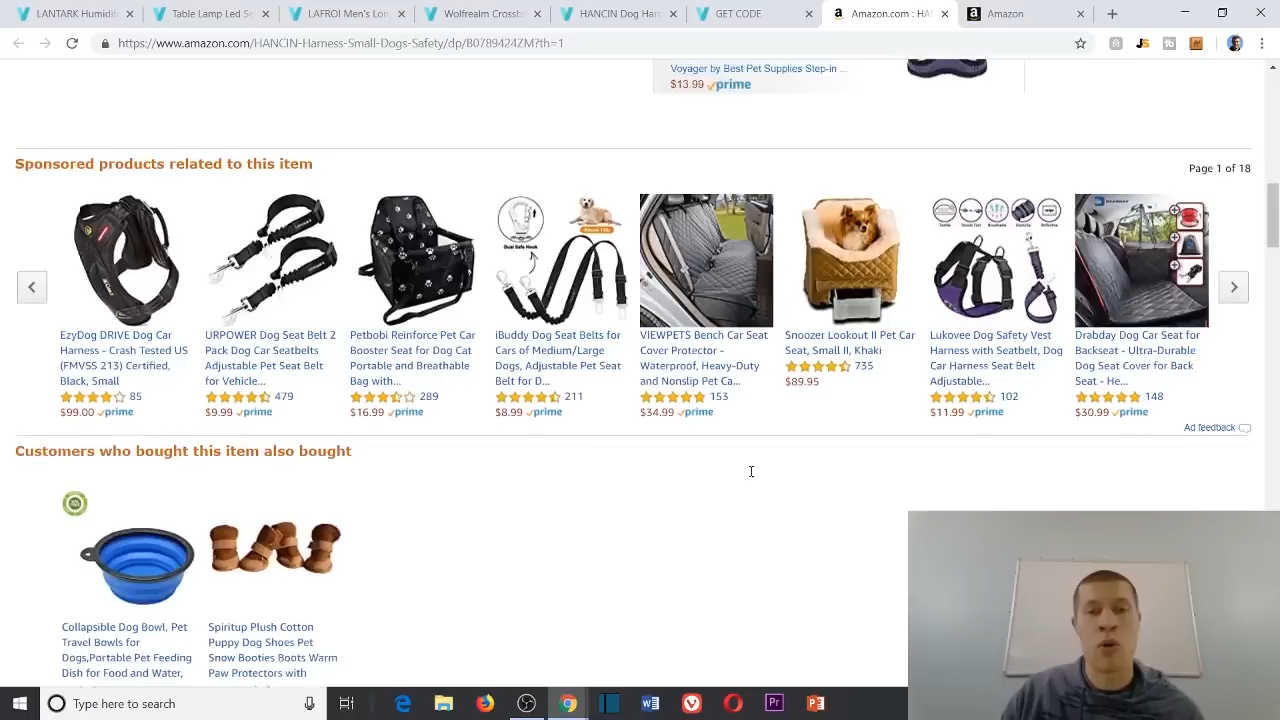 LANTARK Humidifi
Table Lamp Led Sc
LAFROI Men's Lon
Wolfrealm Crossba
HANCIN Dog Harn
GET CODE
Amazon.com : HAN
Amazon
https://www.amazon.com/HANCIN-Harness-Small-Dogs-Safety/dp/B0789424ZM?th=1
Voyager by Best Pet Supplies Step-in ...
$13.99 prime
Sponsored products related to this item
Page 1 of 18
EzyDog DRIVE Dog Car
Harness - Crash Tested US
(FMVSS 213) Certified,
Black, Small
85
$99.00 prime
URPOWER Dog Seat Belt 2
Pack Dog Car Seatbelts
Adjustable Pet Seat Belt
for Vehicle...
479
$9.99 prime
Petbobi Reinforce Pet Car
Booster Seat for Dog Cat
Portable and Breathable
Bag with...
289
$16.99 prime
Dual Safe Hook
iBuddy Dog Seat Belts for
Cars of Medium/Large
Dogs, Adjustable Pet Seat
Belt for D...
211
$8.99 prime
VIEWPETS Bench Car Seat
Cover Protector -
Waterproof, Heavy-Duty
and Nonslip Pet Ca...
153
$34.99 prime
Snoozer Lookout II Pet Car
Seat, Small II, Khaki
735
$89.95
Lukovee Dog Safety Vest
Harness with Seatbelt, Dog
Car Harness Seat Belt
Adjustable...
102
$11.99 prime
Drabday Dog Car Seat for
Backseat - Ultra-Durable
Dog Seat Cover for Back
Seat - He...
148
$30.99 prime
Ad feedback
Customers who bought this item also bought
Collapsible Dog Bowl, Pet
Travel Bowls for
Dogs,Portable Pet Feeding
Dish for Food and Water,
Spiritup Plush Cotton
Puppy Dog Shoes Pet
Snow Booties Boots Warm
Paw Protectors with
Type here to search